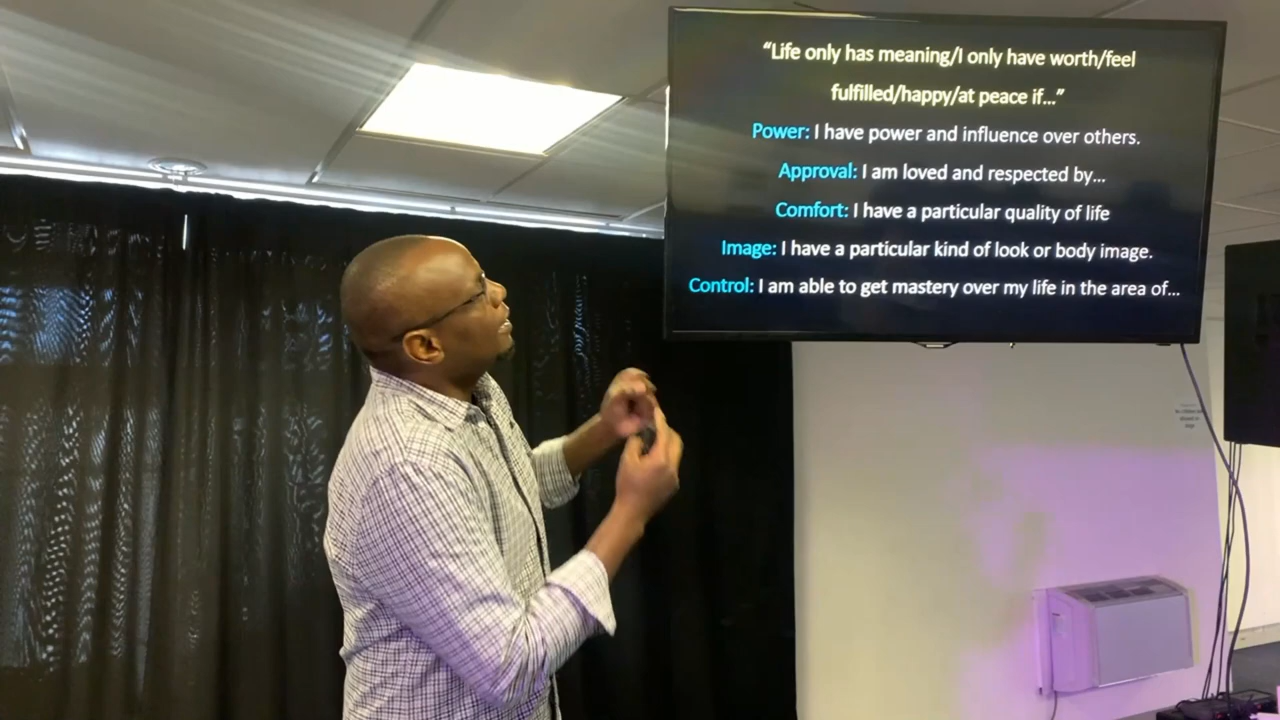 “Life only has meaning/I only have worth/feel
fulfilled/happy/at peace if...”
Power: I have power and influence over others.
Approval: I am loved and respected by...
Comfort: I have a particular quality of life
Image: I have a particular kind of look or body image.
Control: I am able to get mastery over my life in the area of...